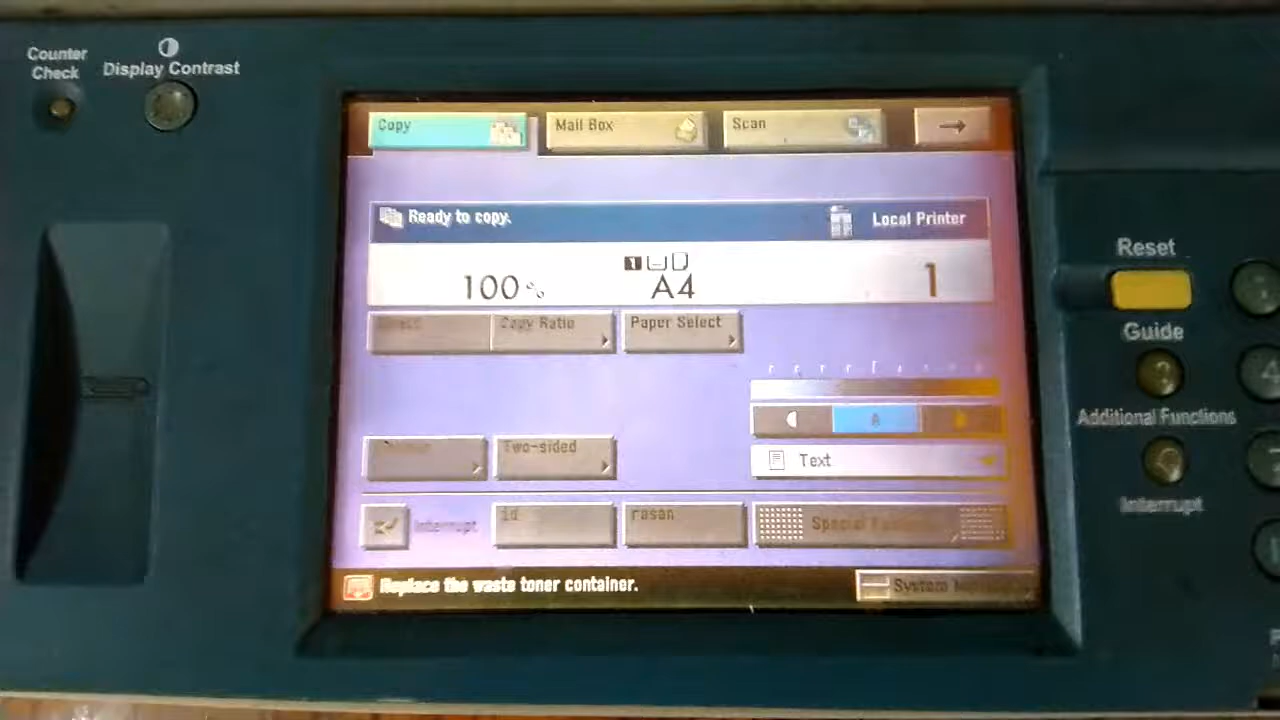 Counter
Check
Display Contrast
Copy
Mail Box
Scan
Ready to copy.
Local Printer
100 %
1
A4
1
Direct
Copy Ratio
Paper Select
A
Two-sided
Text
Interrupt
id
rasan
Special
Replace the waste toner container.
System
Reset
Guide
Additional Functions
Interrupt